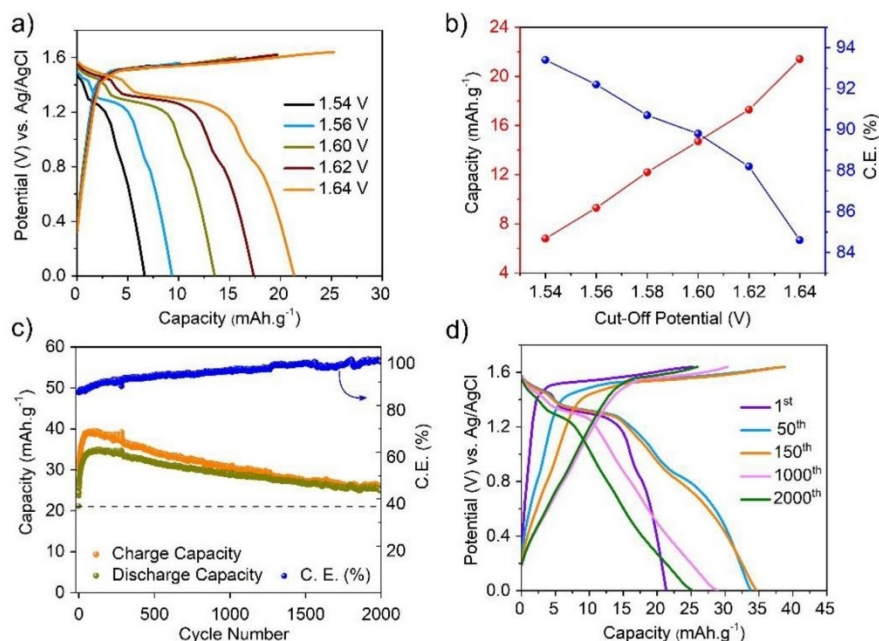 a)
Potential (V) vs. Ag/AgCl
1.6
1.2
0.8
0.4
0.0
1.54 V
1.56 V
1.60 V
1.62 V
1.64 V
0 5 10 15 20 25 30
Capacity (mAh.g⁻¹)
b)
Capacity (mAh.g⁻¹)
24
20
16
12
8
4
94
92
90
88
86
84
C.E. (%)
1.54 1.56 1.58 1.60 1.62 1.64
Cut-Off Potential (V)
c)
Capacity (mAh.g⁻¹)
60
50
40
30
20
10
0
100
80
60
40
20
C.E. (%)
Charge Capacity
Discharge Capacity
C. E. (%)
0 500 1000 1500 2000
Cycle Number
d)
Potential (V) vs. Ag/AgCl
1.6
1.2
0.8
0.4
0.0
1ˢᵗ
50ᵗʰ
150ᵗʰ
1000ᵗʰ
2000ᵗʰ
0 5 10 15 20 25 30 35 40 45
Capacity (mAh.g⁻¹)